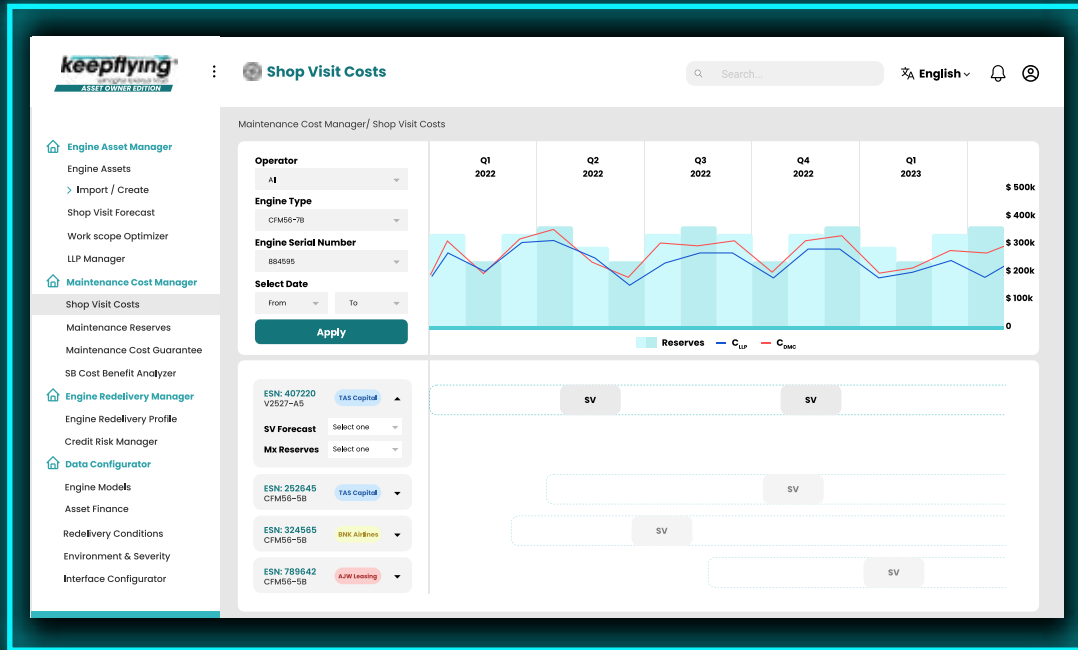 keepflying
ASSET OWNER EDITION
Shop Visit Costs
Search...
English
Maintenance Cost Manager/ Shop Visit Costs
Engine Asset Manager
Engine Assets
> Import / Create
Shop Visit Forecast
Work scope Optimizer
LLP Manager
Maintenance Cost Manager
Shop Visit Costs
Maintenance Reserves
Maintenance Cost Guarantee
SB Cost Benefit Analyzer
Engine Redelivery Manager
Engine Redelivery Profile
Credit Risk Manager
Data Configurator
Engine Models
Asset Finance
Redelivery Conditions
Environment & Severity
Interface Configurator
Operator
All
Engine Type
CFM56-7B
Engine Serial Number
884595
Select Date
From To
Apply
Q1 Q2 Q3 Q4 Q1
2022 2022 2022 2022 2023
$ 500k
$ 400k
$ 300k
$ 200k
$ 100k
0
Reserves CLLP CDMC
ESN: 407220
V2527-A5
TAS Capital
SV Forecast Select one
Mx Reserves Select one
SV SV
ESN: 252645
CFM56-5B
TAS Capital
SV
ESN: 324565
CFM56-5B
BNK Airlines
SV
ESN: 789642
CFM56-5B
AJW Leasing
SV